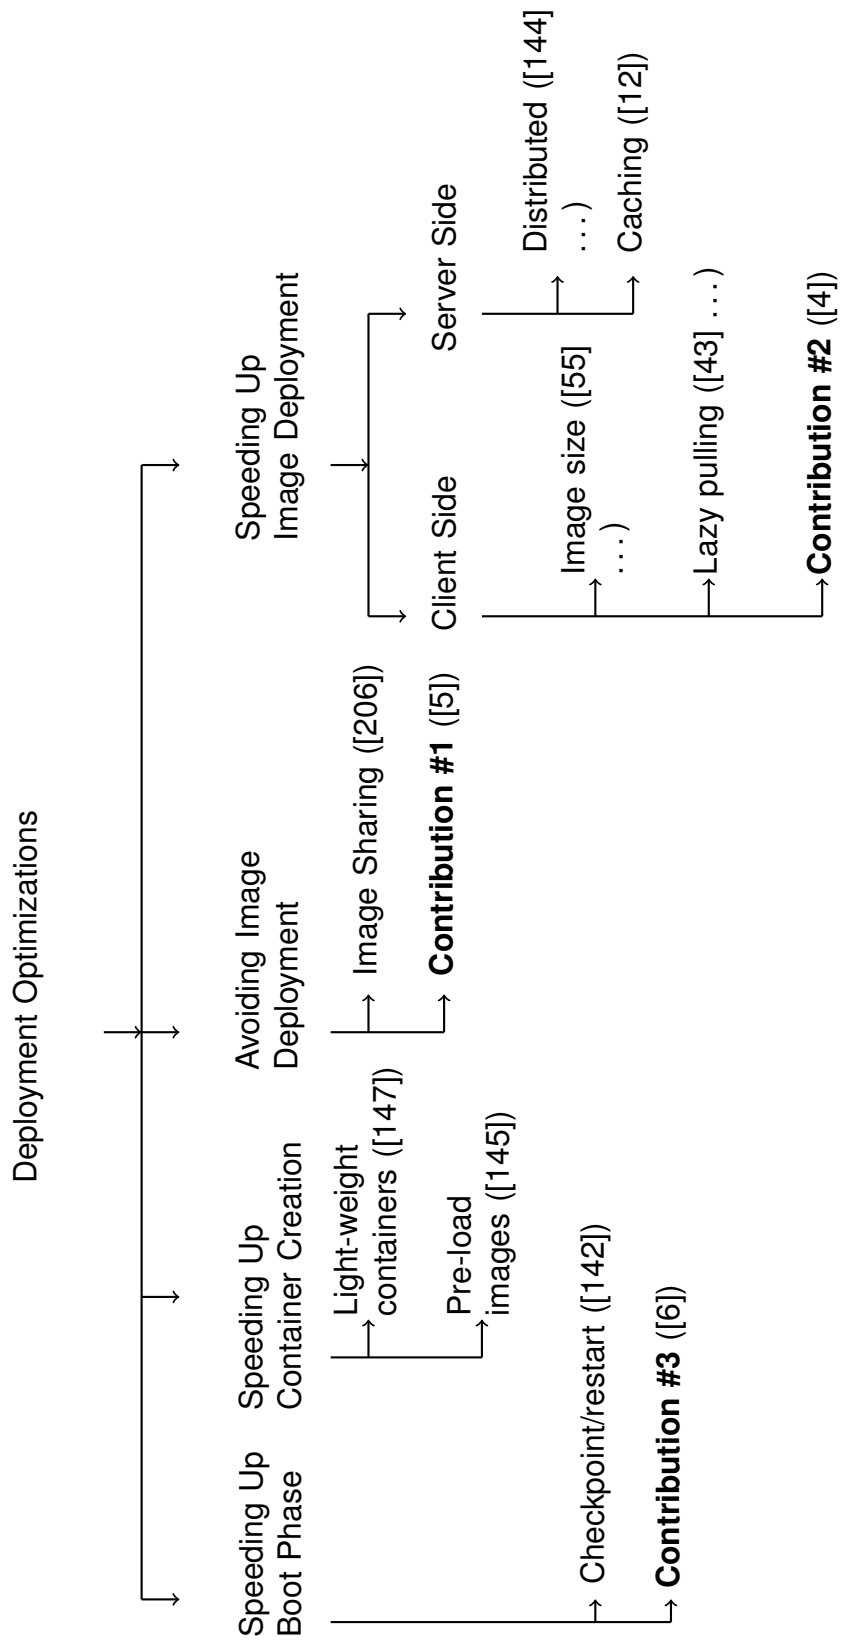 Deployment Optimizations
Speeding Up
Boot Phase
Checkpoint/restart ([142])
Contribution #3 ([6])
Speeding Up
Container Creation
Light-weight
containers ([147])
Pre-load
images ([145])
Avoiding Image
Deployment
Image Sharing ([206])
Contribution #1 ([5])
Speeding Up
Image Deployment
Client Side
Image size ([55]
...)
Lazy pulling ([43] ...)
Contribution #2 ([4])
Server Side
Distributed ([144]
...)
Caching ([12])